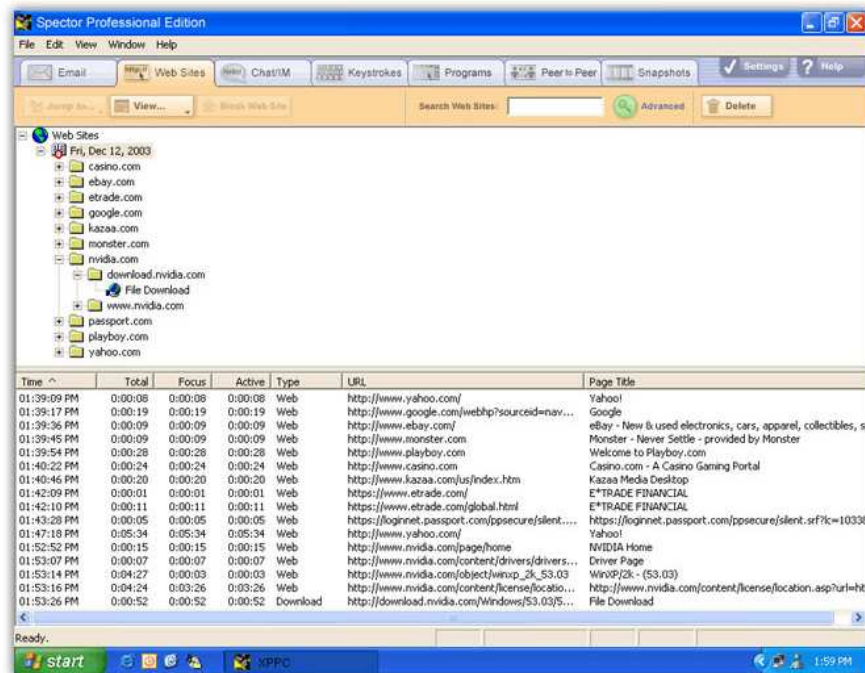 Spector Professional Edition
File Edit View Window Help
Email Web Sites Chat/IM Keystrokes Programs Peer to Peer Snapshots Settings Help
Jump to... View... Block Web Site Search Web Sites: Advanced Delete
Web Sites
Fri, Dec 12, 2003
casino.com
ebay.com
etrade.com
google.com
kazaa.com
monster.com
nvidia.com
download.nvidia.com
File Download
www.nvidia.com
passport.com
playboy.com
yahoo.com
Time Total Focus Active Type URL Page Title
01:39:09 PM 0:00:08 0:00:08 0:00:08 Web http://www.yahoo.com/ Yahoo!
01:39:17 PM 0:00:19 0:00:19 0:00:19 Web http://www.google.com/webhp?sourceid=nav... Google
01:39:36 PM 0:00:09 0:00:09 0:00:09 Web http://www.ebay.com/ eBay - New & used electronics, cars, apparel, collectibles, s
01:39:45 PM 0:00:09 0:00:09 0:00:09 Web http://www.monster.com Monster - Never Settle - provided by Monster
01:39:54 PM 0:00:28 0:00:28 0:00:28 Web http://www.playboy.com Welcome to Playboy.com
01:40:22 PM 0:00:24 0:00:24 0:00:24 Web http://www.casino.com Casino.com - A Casino Gaming Portal
01:40:46 PM 0:00:20 0:00:20 0:00:20 Web http://www.kazaa.com/us/index.htm Kazaa Media Desktop
01:42:09 PM 0:00:01 0:00:01 0:00:01 Web https://www.etrade.com/ E*TRADE FINANCIAL
01:42:10 PM 0:00:11 0:00:11 0:00:11 Web https://www.etrade.com/global.html E*TRADE FINANCIAL
01:43:28 PM 0:00:05 0:00:05 0:00:05 Web https://loginnet.passport.com/ppsecure/silent.... https://loginnet.passport.com/ppsecure/silent.srf?lc=1033
01:47:18 PM 0:05:34 0:05:34 0:05:34 Web http://www.yahoo.com/ Yahoo!
01:52:52 PM 0:00:15 0:00:15 0:00:15 Web http://www.nvidia.com/page/home NVIDIA Home
01:53:07 PM 0:00:07 0:00:07 0:00:07 Web http://www.nvidia.com/content/drivers/drivers... Driver Page
01:53:14 PM 0:04:27 0:00:03 0:00:03 Web http://www.nvidia.com/object/winxp_2k_53.03 WinXP/2k - (53.03)
01:53:16 PM 0:04:24 0:03:26 0:03:26 Web http://www.nvidia.com/content/license/locatio... http://www.nvidia.com/content/license/location.asp?url=ht
01:53:26 PM 0:00:52 0:00:52 0:00:52 Download http://download.nvidia.com/Windows/53.03/5... File Download
Ready.
start XPPC 1:59 PM